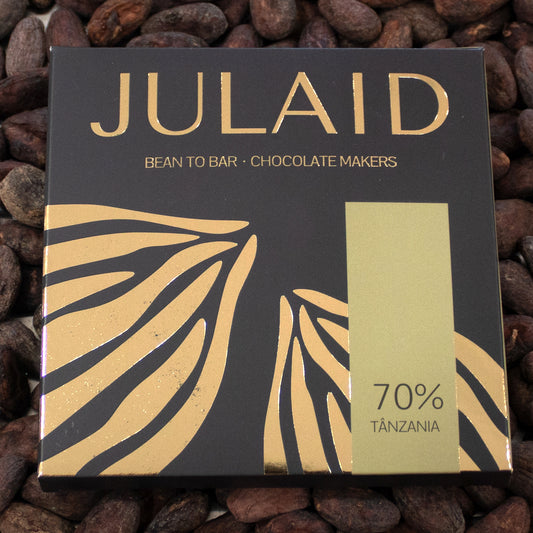 JULAID
BEAN TO BAR · CHOCOLATE MAKERS
70%
TÂNZANIA